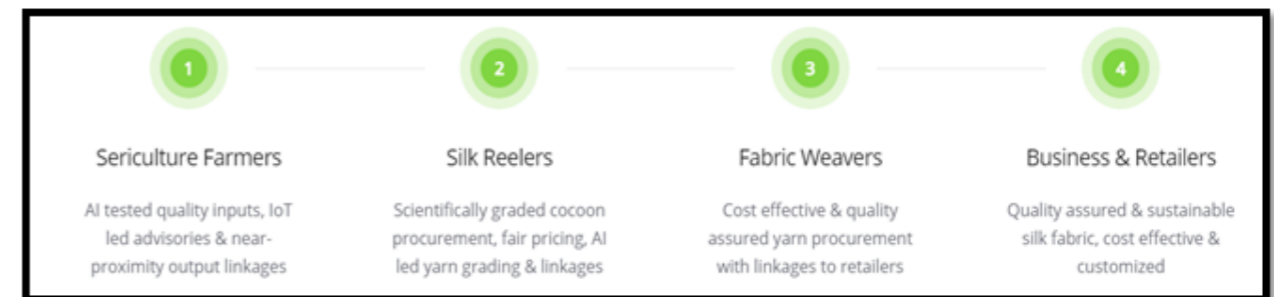 1
2
3
4
Sericulture Farmers
Silk Reelers
Fabric Weavers
Business & Retailers
AI tested quality inputs, IoT
led advisories & near-
proximity output linkages
Scientifically graded cocoon
procurement, fair pricing, AI
led yarn grading & linkages
Cost effective & quality
assured yarn procurement
with linkages to retailers
Quality assured & sustainable
silk fabric, cost effective &
customized